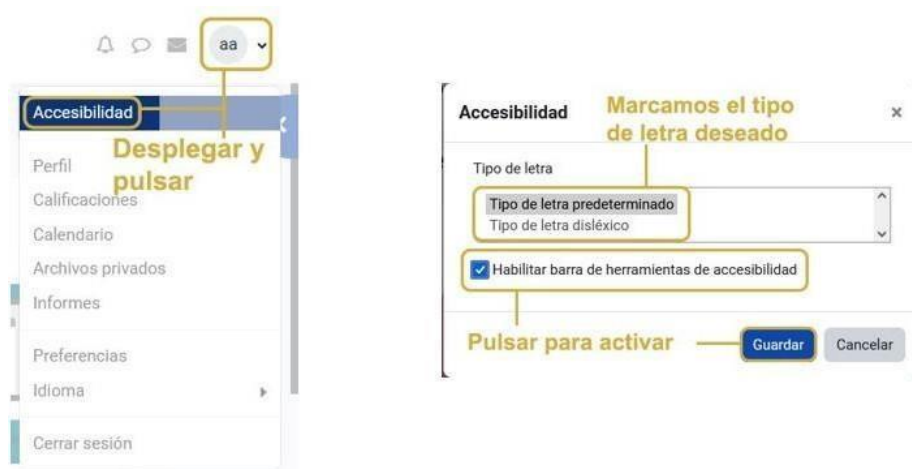 aa
Accesibilidad
Desplegar y
pulsar
Perfil
Calificaciones
Calendario
Archivos privados
Informes
Preferencias
Idioma
Cerrar sesión
Accesibilidad
Marcamos el tipo
de letra deseado
×
Tipo de letra
Tipo de letra predeterminado
Tipo de letra disléxico
Habilitar barra de herramientas de accesibilidad
Pulsar para activar
Guardar
Cancelar